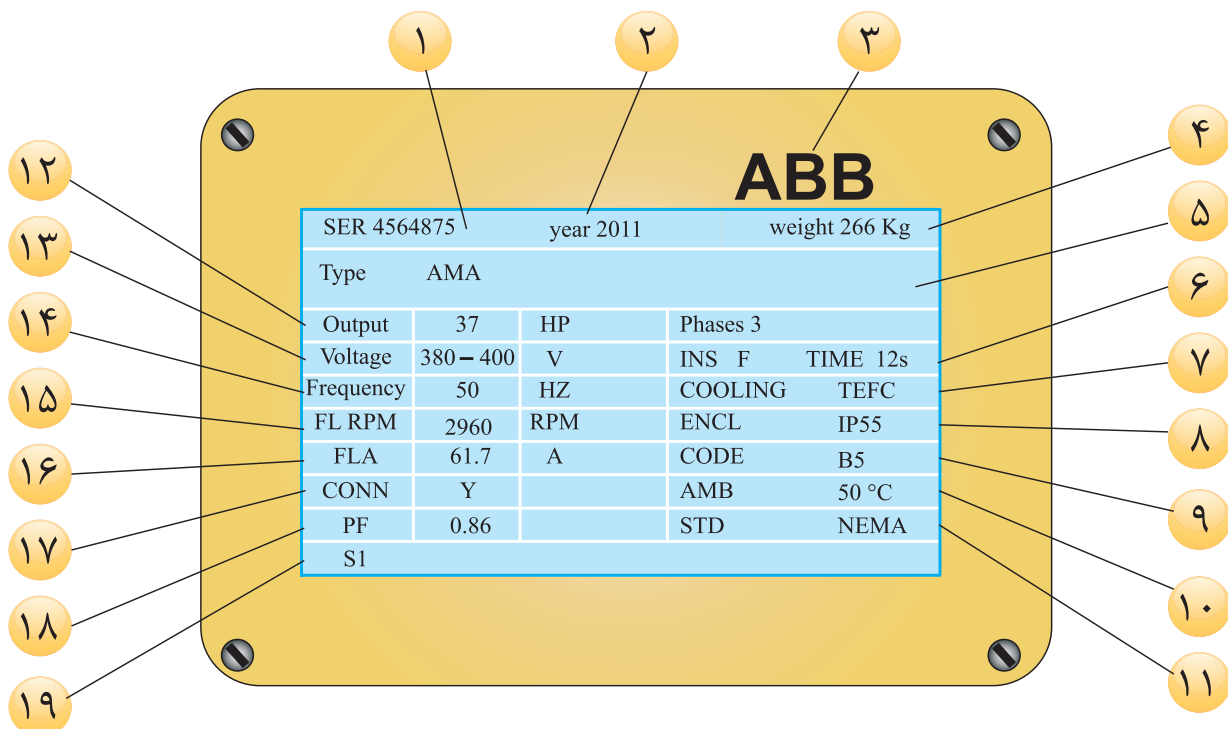 ۱ ۲ ۳
ABB
۴
SER 4564875 year 2011 weight 266 Kg
۱۲ ۵
Type AMA
۱۳ ۶
Output 37 HP Phases 3
۱۴ Voltage 380 – 400 V INS F TIME 12s
۷
Frequency 50 HZ COOLING TEFC
۱۵ FL RPM 2960 RPM ENCL IP55 ۸
۱۶ FLA 61.7 A CODE B5
CONN Y AMB 50 °C ۹
۱۷ PF 0.86 STD NEMA
S1
۱۰
۱۸
۱۱
۱۹